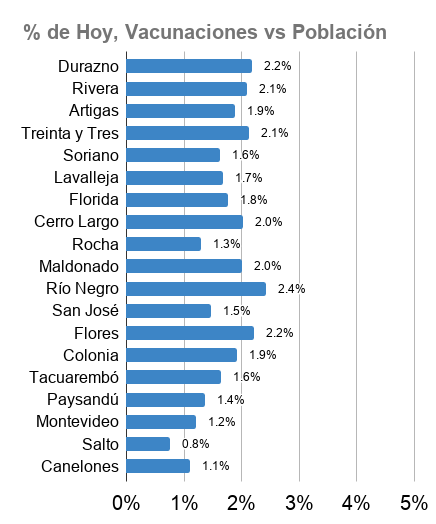 % de Hoy, Vacunaciones vs Población
Durazno 2.2%
Rivera 2.1%
Artigas 1.9%
Treinta y Tres 2.1%
Soriano 1.6%
Lavalleja 1.7%
Florida 1.8%
Cerro Largo 2.0%
Rocha 1.3%
Maldonado 2.0%
Río Negro 2.4%
San José 1.5%
Flores 2.2%
Colonia 1.9%
Tacuarembó 1.6%
Paysandú 1.4%
Montevideo 1.2%
Salto 0.8%
Canelones 1.1%
0% 1% 2% 3% 4% 5%